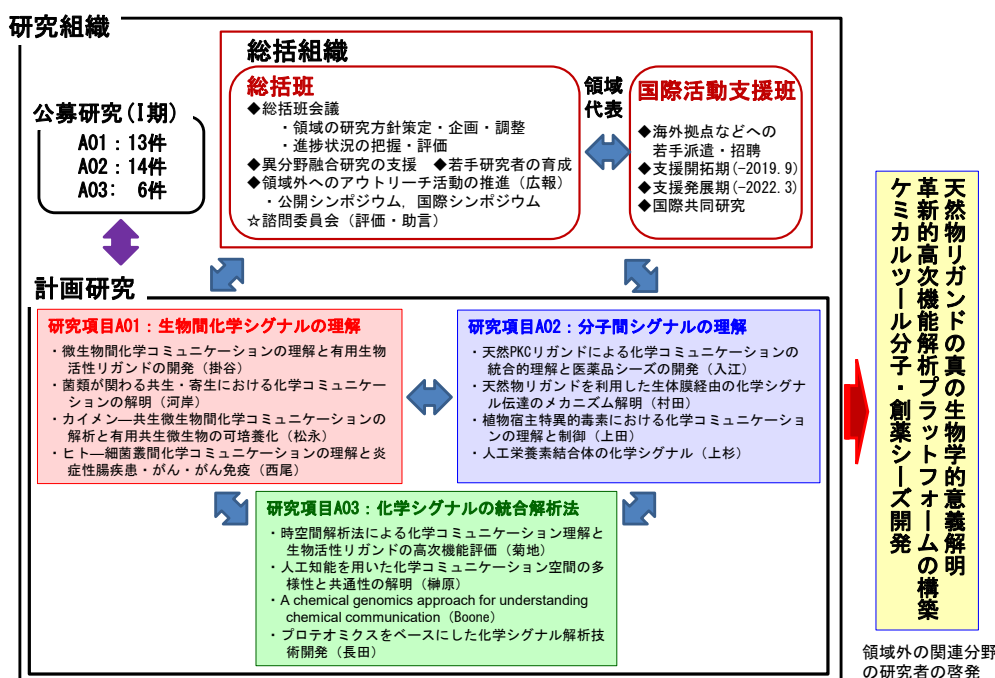 研究組織
総括組織
総括班
◆総括班会議
・領域の研究方針策定・企画・調整
・進捗状況の把握・評価
◆異分野融合研究の支援　◆若手研究者の育成
◆領域外へのアウトリーチ活動の推進（広報）
・公開シンポジウム, 国際シンポジウム
☆諮問委員会（評価・助言）
領域
代表
国際活動支援班
◆海外拠点などへの
若手派遣・招聘
◆支援開拓期(-2019.9)
◆支援発展期(-2022.3)
◆国際共同研究
公募研究(Ⅰ期)
A01：13件
A02：14件
A03： 6件
計画研究
研究項目A01：生物間化学シグナルの理解
・微生物間化学コミュニケーションの理解と有用生物
活性リガンドの開発（掛谷）
・菌類が関わる共生・寄生における化学コミュニケー
ションの解明（河岸）
・カイメン―共生微生物間化学コミュニケーションの
解析と有用共生微生物の可培養化（松永）
・ヒト―細菌叢間化学コミュニケーションの理解と炎
症性腸疾患・がん・がん免疫（西尾）
研究項目A02：分子間シグナルの理解
・天然PKCリガンドによる化学コミュニケーションの
統合的理解と医薬品シーズの開発（入江）
・天然物リガンドを利用した生体膜経由の化学シグナ
ル伝達のメカニズム解明（村田）
・植物宿主特異的毒素における化学コミュニケーショ
ンの理解と制御（上田）
・人工栄養素結合体の化学シグナル（上杉）
研究項目A03：化学シグナルの統合解析法
・時空間解析法による化学コミュニケーション理解と
生物活性リガンドの高次機能評価（菊地）
・人工知能を用いた化学コミュニケーション空間の多
様性と共通性の解明（榊原）
・A chemical genomics approach for understanding
chemical communication（Boone）
・プロテオミクスをベースにした化学シグナル解析技
術開発（長田）
天然物リガンドの真の生物学的意義解明
革新的高次機能解析プラットフォームの構築
ケミカルツール分子・創薬シーズ開発
領域外の関連分野
の研究者の啓発